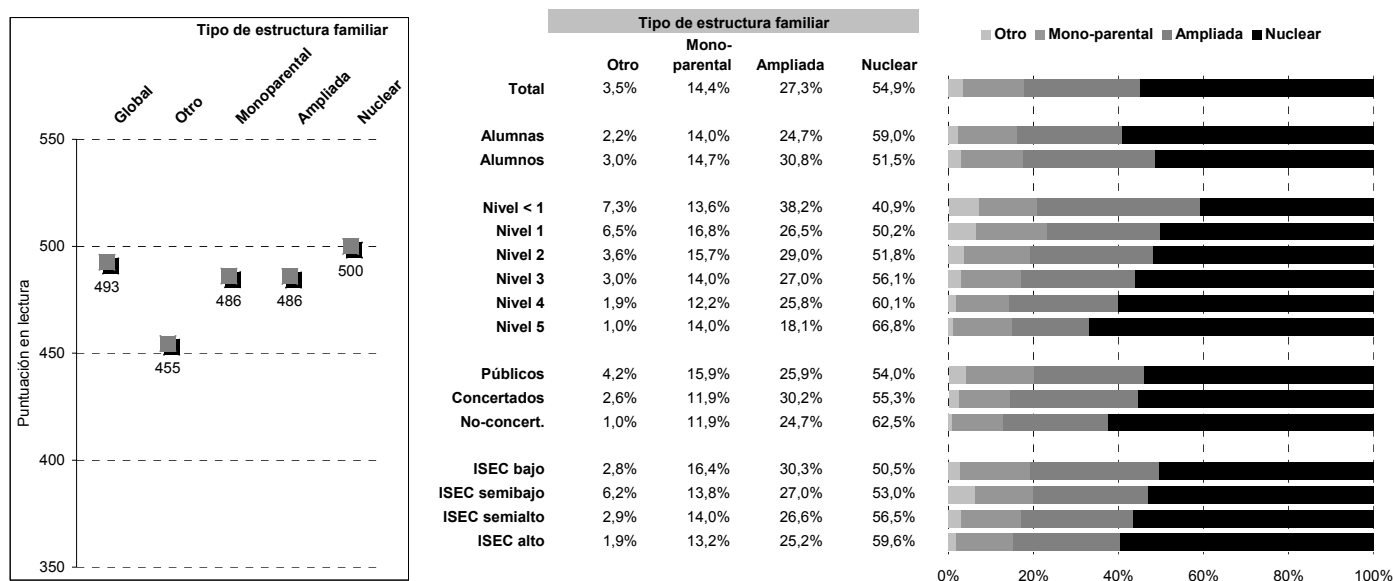 Tipo de estructura familiar
Global
Otro
Monoparental
Ampliada
Nuclear
Puntuación en lectura
550
500
450
400
350
493
455
486
486
500
Tipo de estructura familiar
Otro Mono-parental Ampliada Nuclear
Total 3,5% 14,4% 27,3% 54,9%
Alumnas 2,2% 14,0% 24,7% 59,0%
Alumnos 3,0% 14,7% 30,8% 51,5%
Nivel < 1 7,3% 13,6% 38,2% 40,9%
Nivel 1 6,5% 16,8% 26,5% 50,2%
Nivel 2 3,6% 15,7% 29,0% 51,8%
Nivel 3 3,0% 14,0% 27,0% 56,1%
Nivel 4 1,9% 12,2% 25,8% 60,1%
Nivel 5 1,0% 14,0% 18,1% 66,8%
Públicos 4,2% 15,9% 25,9% 54,0%
Concertados 2,6% 11,9% 30,2% 55,3%
No-concert. 1,0% 11,9% 24,7% 62,5%
ISEC bajo 2,8% 16,4% 30,3% 50,5%
ISEC semibajo 6,2% 13,8% 27,0% 53,0%
ISEC semialto 2,9% 14,0% 26,6% 56,5%
ISEC alto 1,9% 13,2% 25,2% 59,6%
Otro Mono-parental Ampliada Nuclear
0% 20% 40% 60% 80% 100%